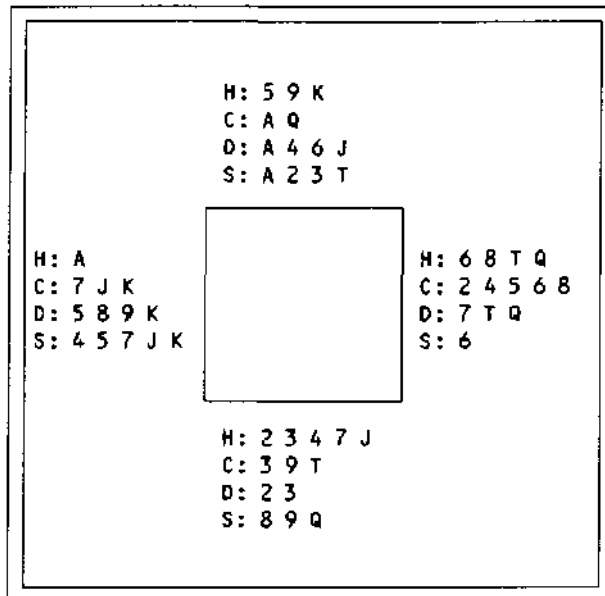 H: 5 9 K
C: A Q
D: A 4 6 J
S: A 2 3 T
H: A
C: 7 J K
D: 5 8 9 K
S: 4 5 7 J K
H: 6 8 T Q
C: 2 4 5 6 8
D: 7 T Q
S: 6
H: 2 3 4 7 J
C: 3 9 T
D: 2 3
S: 8 9 Q